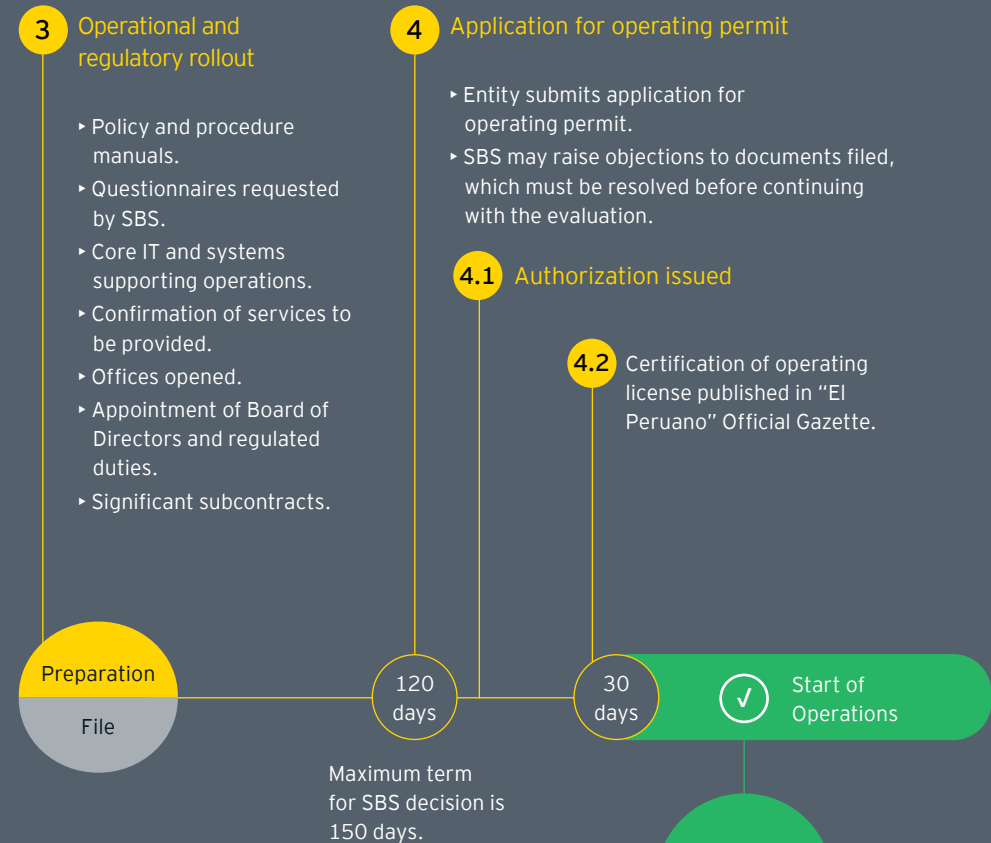 3
Operational and
regulatory rollout
‣ Policy and procedure
manuals.
‣ Questionnaires requested
by SBS.
‣ Core IT and systems
supporting operations.
‣ Confirmation of services to
be provided.
‣ Offices opened.
‣ Appointment of Board of
Directors and regulated
duties.
‣ Significant subcontracts.
4
Application for operating permit
‣ Entity submits application for
operating permit.
‣ SBS may raise objections to documents filed,
which must be resolved before continuing
with the evaluation.
4.1
Authorization issued
4.2
Certification of operating
license published in “El
Peruano” Official Gazette.
Preparation
File
120
days
Maximum term
for SBS decision is
150 days.
30
days
√
Start of
Operations